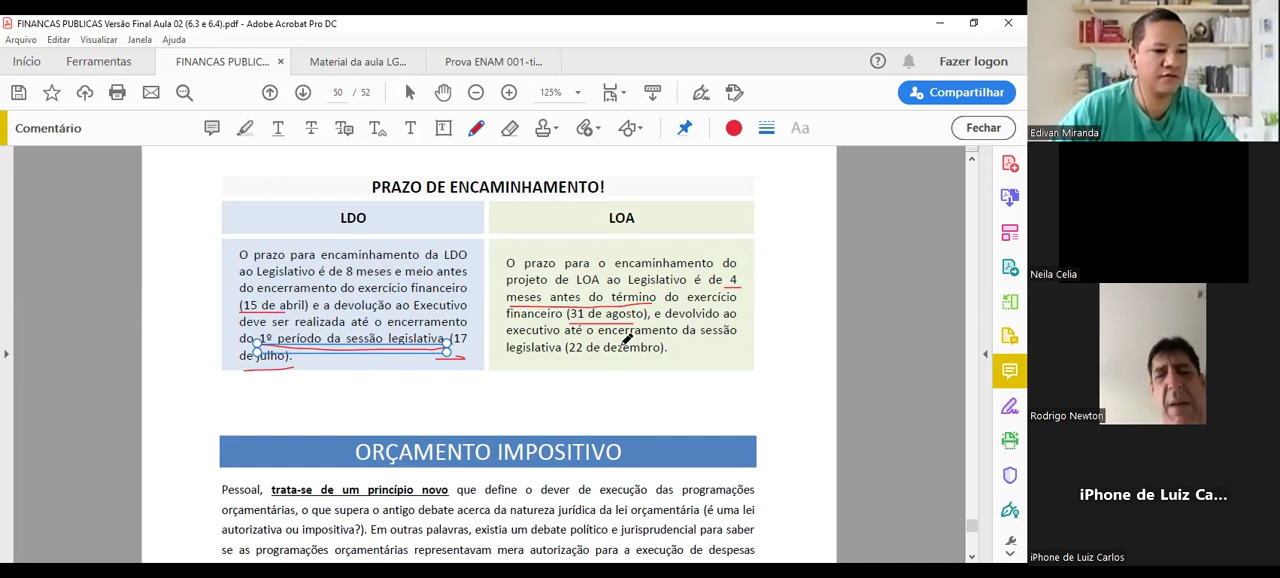 FINANCAS PUBLICAS Versão Final Aula 02 (6.3 e 6.4).pdf - Adobe Acrobat Pro DC
Arquivo Editar Visualizar Janela Ajuda
Início Ferramentas FINANCAS PUBLIC... × Material da aula LG... Prova ENAM 001-ti... Fazer logon
50 / 52 125% Compartilhar
Comentário Aa Fechar
PRAZO DE ENCAMINHAMENTO!
LDO
O prazo para encaminhamento da LDO
ao Legislativo é de 8 meses e meio antes
do encerramento do exercício financeiro
(15 de abril) e a devolução ao Executivo
deve ser realizada até o encerramento
do 1º período da sessão legislativa (17
de julho).
LOA
O prazo para o encaminhamento do
projeto de LOA ao Legislativo é de 4
meses antes do término do exercício
financeiro (31 de agosto), e devolvido ao
executivo até o encerramento da sessão
legislativa (22 de dezembro).
ORÇAMENTO IMPOSITIVO
Pessoal, trata-se de um princípio novo que define o dever de execução das programações
orçamentárias, o que supera o antigo debate acerca da natureza jurídica da lei orçamentária (é uma lei
autorizativa ou impositiva?). Em outras palavras, existia um debate político e jurisprudencial para saber
se as programações orçamentárias representavam mera autorização para a execução de despesas
Edivan Miranda
Neila Celia
Rodrigo Newton
iPhone de Luiz Ca...
iPhone de Luiz Carlos